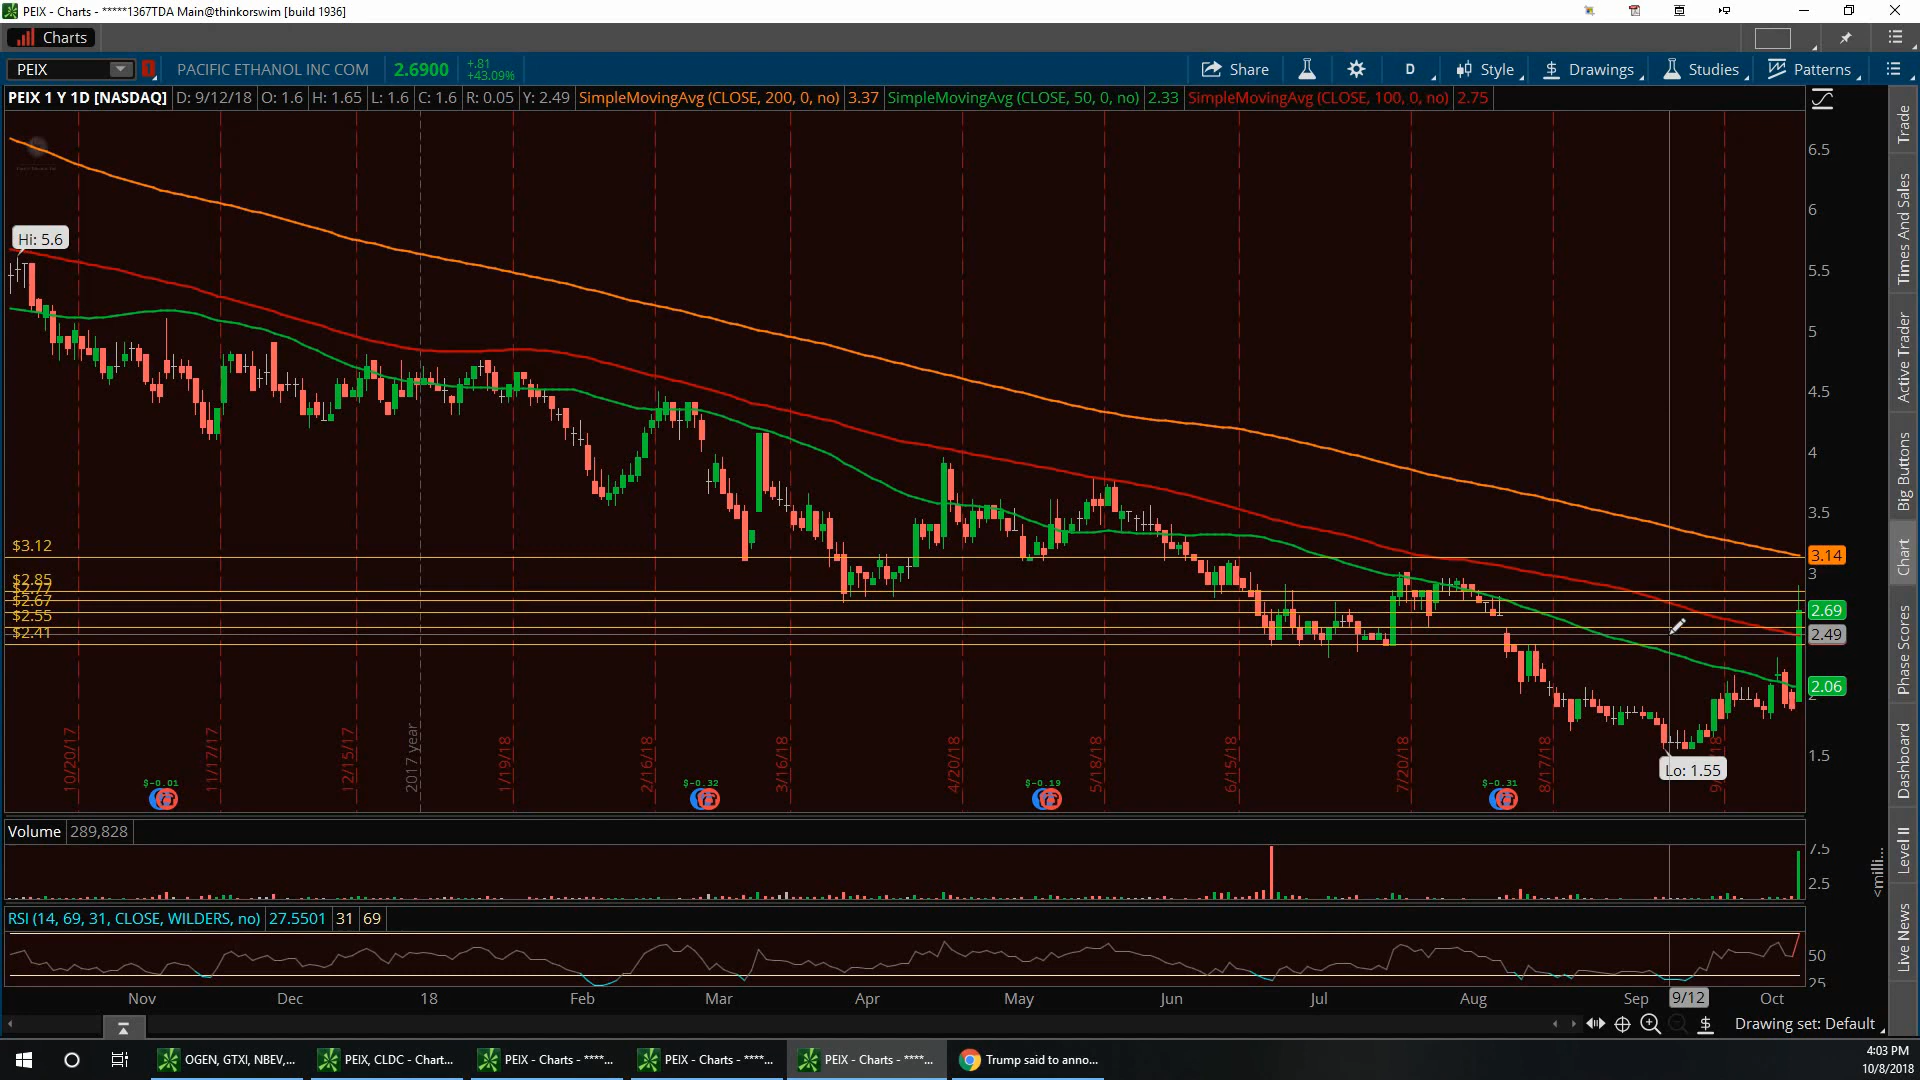 PEIX - Charts - *****1367TDA Main@thinkorswim [build 1936]
Charts
PEIX
1
PACIFIC ETHANOL INC COM
2.6900
+.81
+43.09%
Share
D
Style
Drawings
Studies
Patterns
PEIX 1 Y 1D [NASDAQ] D: 9/12/18 O: 1.6 H: 1.65 L: 1.6 C: 1.6 R: 0.05 Y: 2.49 SimpleMovingAvg (CLOSE, 200, 0, no) 3.37 SimpleMovingAvg (CLOSE, 50, 0, no) 2.33 SimpleMovingAvg (CLOSE, 100, 0, no) 2.75
Hi: 5.6
6.5
6
5.5
5
4.5
4
3.5
3.14
3
2.69
2.49
2.06
2
1.5
$3.12
$2.85
$2.77
$2.67
$2.55
$2.41
Lo: 1.55
10/20/17
11/17/17
12/15/17
2017 year
1/19/18
2/16/18
3/16/18
4/20/18
5/18/18
6/15/18
7/20/18
8/17/18
$-0.01
$-0.32
$-0.19
$-0.31
Volume 289,828
7.5
2.5
<milli...
RSI (14, 69, 31, CLOSE, WILDERS, no) 27.5501 31 69
50
25
Nov Dec 18 Feb Mar Apr May Jun Jul Aug Sep 9/12 Oct
Drawing set: Default
Trade
Times And Sales
Active Trader
Big Buttons
Chart
Phase Scores
Dashboard
Level II
Live News
OGEN, GTXI, NBEV,...
PEIX, CLDC - Chart...
PEIX - Charts - ****...
PEIX - Charts - ****...
PEIX - Charts - ****...
Trump said to anno...
4:03 PM
10/8/2018